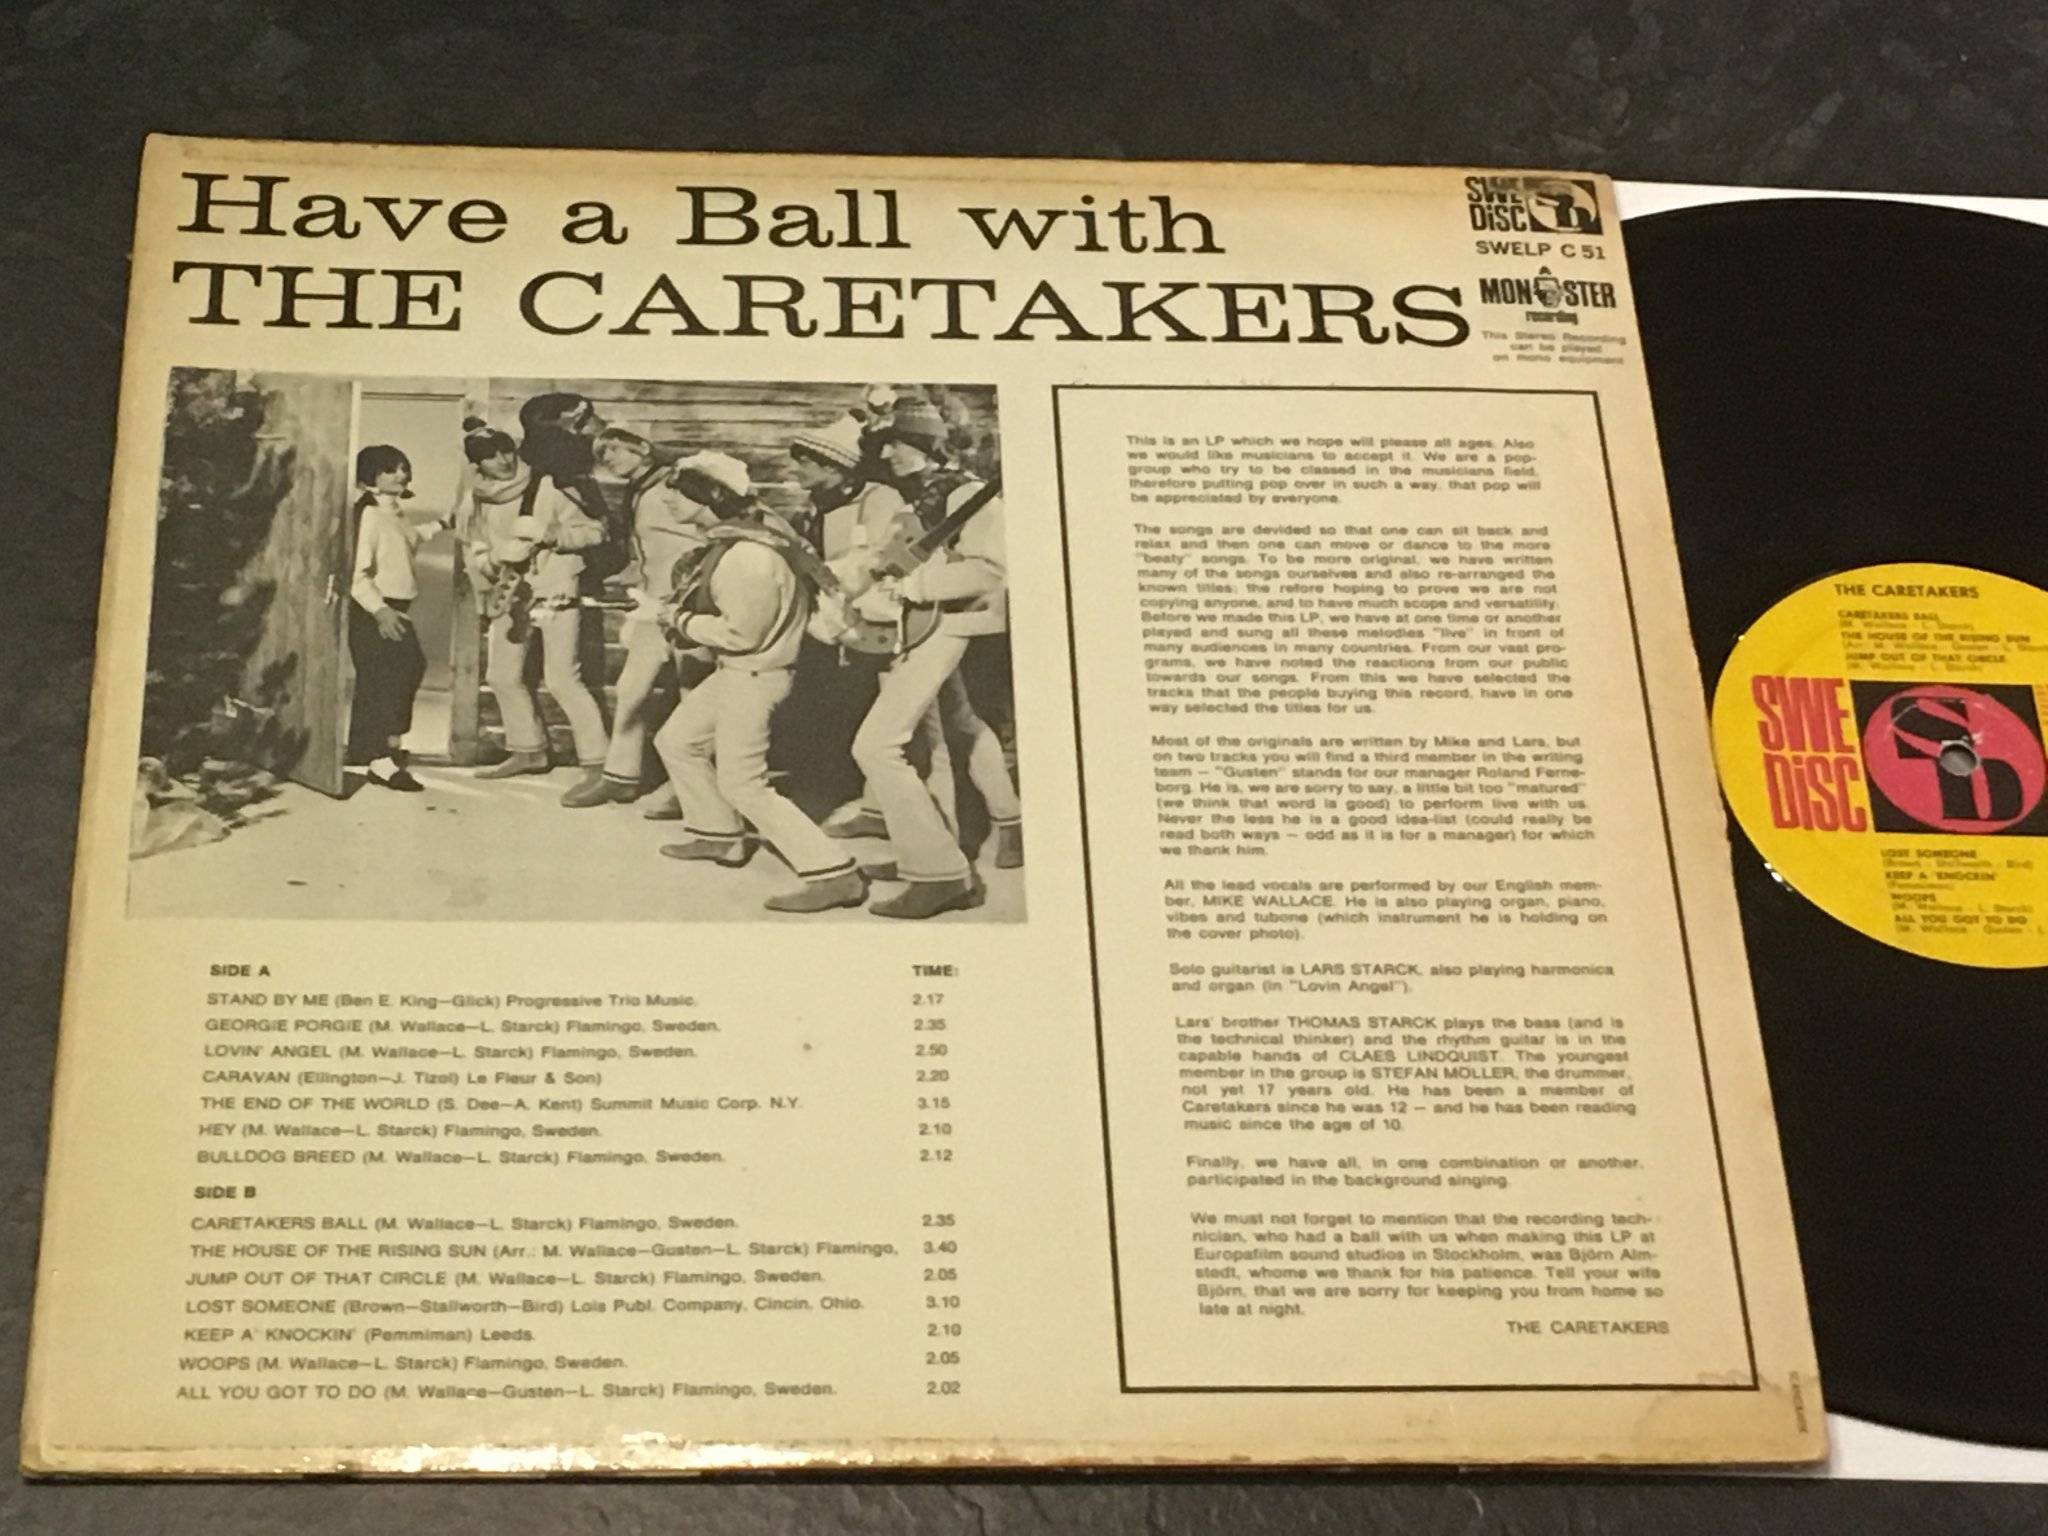 Have a Ball with
THE CARETAKERS
SWE
DISC
SWELP C 51
A
MONSTER
recording
This Stereo Recording
can be played
on mono equipment
This is an LP which we hope will please all ages. Also
we would like musicians to accept it. We are a pop-
group who try to be classed in the musicians field,
therefore putting pop over in such a way, that pop will
be appreciated by everyone.
The songs are devided so that one can sit back and
relax and then one can move or dance to the more
"beaty" songs. To be more original, we have written
many of the songs ourselves and also re-arranged the
known titles; the refore hoping to prove we are not
copying anyone, and to have much scope and versatility.
Before we made this LP, we have at one time or another
played and sung all these melodies "live" in front of
many audiences in many countries. From our vast pro-
grams, we have noted the reactions from our public
towards our songs. From this we have selected the
tracks that the people buying this record, have in one
way selected the titles for us.
Most of the originals are written by Mike and Lars, but
on two tracks you will find a third member in the writing
team — "Gusten" stands for our manager Roland Ferne-
borg. He is, we are sorry to say, a little bit too "matured"
(we think that word is good) to perform live with us.
Never the less he is a good idea-list (could really be
read both ways — odd as it is for a manager) for which
we thank him.
All the lead vocals are performed by our English mem-
ber, MIKE WALLACE. He is also playing organ, piano,
vibes and tubone (which instrument he is holding on
the cover photo).
Solo guitarist is LARS STARCK, also playing harmonica
and organ (in "Lovin Angel").
Lars' brother THOMAS STARCK plays the bass (and is
the technical thinker) and the rhythm guitar is in the
capable hands of CLAES LINDQUIST. The youngest
member in the group is STEFAN MÖLLER, the drummer,
not yet 17 years old. He has been a member of
Caretakers since he was 12 — and he has been reading
music since the age of 10.
Finally, we have all, in one combination or another,
participated in the background singing.
We must not forget to mention that the recording tech-
nician, who had a ball with us when making this LP at
Europafilm sound studios in Stockholm, was Björn Alm-
stedt, whome we thank for his patience. Tell your wife
Björn, that we are sorry for keeping you from home so
late at night.
THE CARETAKERS
SIDE A TIME:
STAND BY ME (Ben E. King—Glick) Progressive Trio Music. 2.17
GEORGIE PORGIE (M. Wallace—L. Starck) Flamingo, Sweden. 2.35
LOVIN' ANGEL (M. Wallace—L. Starck) Flamingo, Sweden. 2.50
CARAVAN (Ellington—J. Tizol) Le Fleur & Son) 2.20
THE END OF THE WORLD (S. Dee—A. Kent) Summit Music Corp. N.Y. 3.15
HEY (M. Wallace—L. Starck) Flamingo, Sweden. 2.10
BULLDOG BREED (M. Wallace—L. Starck) Flamingo, Sweden. 2.12
SIDE B
CARETAKERS BALL (M. Wallace—L. Starck) Flamingo, Sweden. 2.35
THE HOUSE OF THE RISING SUN (Arr.: M. Wallace—Gusten—L. Starck) Flamingo, 3.40
JUMP OUT OF THAT CIRCLE (M. Wallace—L. Starck) Flamingo, Sweden. 2.05
LOST SOMEONE (Brown—Stallworth—Bird) Lois Publ. Company, Cincin. Ohio. 3.10
KEEP A' KNOCKIN' (Pemmiman) Leeds. 2.10
WOOPS (M. Wallace—L. Starck) Flamingo, Sweden. 2.05
ALL YOU GOT TO DO (M. Wallace—Gusten—L. Starck) Flamingo, Sweden. 2.02
THE CARETAKERS
CARETAKERS BALL
(M. Wallace - L. Starck)
THE HOUSE OF THE RISING SUN
(Arr.: M. Wallace - Gusten - L.
JUMP OUT OF THAT CIRCLE
(M. Wallace - L. Starck)
SWE
DISC
LOST SOMEONE
(Brown - Stallworth - Bird)
KEEP A 'KNOCKIN'
(Pemmiman)
WOOPS
(M. Wallace - L. Starck)
ALL YOU GOT TO DO
(M. Wallace - Gusten - L.